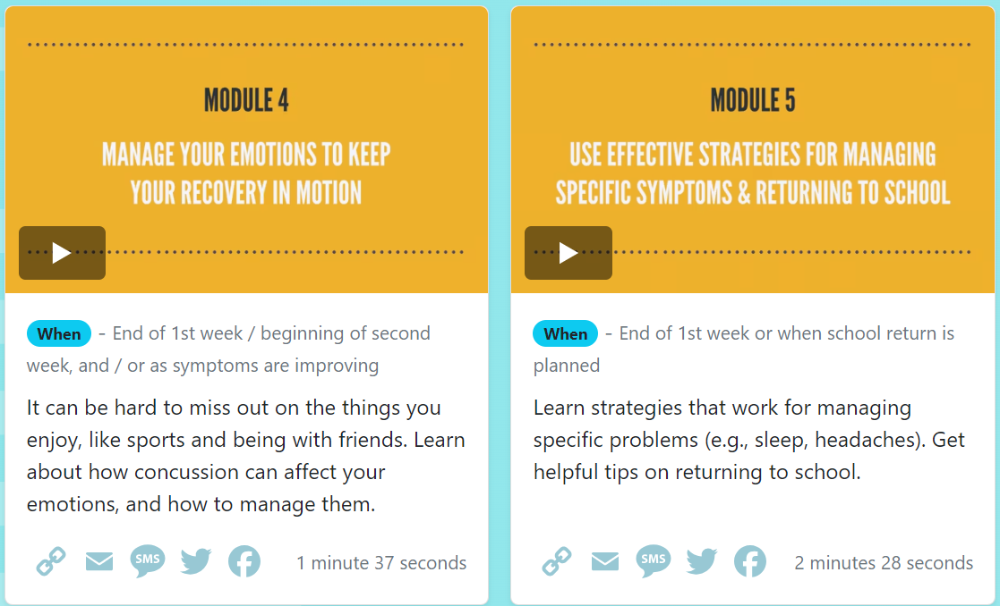 MODULE 4
MANAGE YOUR EMOTIONS TO KEEP
YOUR RECOVERY IN MOTION
When - End of 1st week / beginning of second
week, and / or as symptoms are improving
It can be hard to miss out on the things you
enjoy, like sports and being with friends. Learn
about how concussion can affect your
emotions, and how to manage them.
SMS
1 minute 37 seconds
MODULE 5
USE EFFECTIVE STRATEGIES FOR MANAGING
SPECIFIC SYMPTOMS & RETURNING TO SCHOOL
When - End of 1st week or when school return is
planned
Learn strategies that work for managing
specific problems (e.g., sleep, headaches). Get
helpful tips on returning to school.
SMS
2 minutes 28 seconds